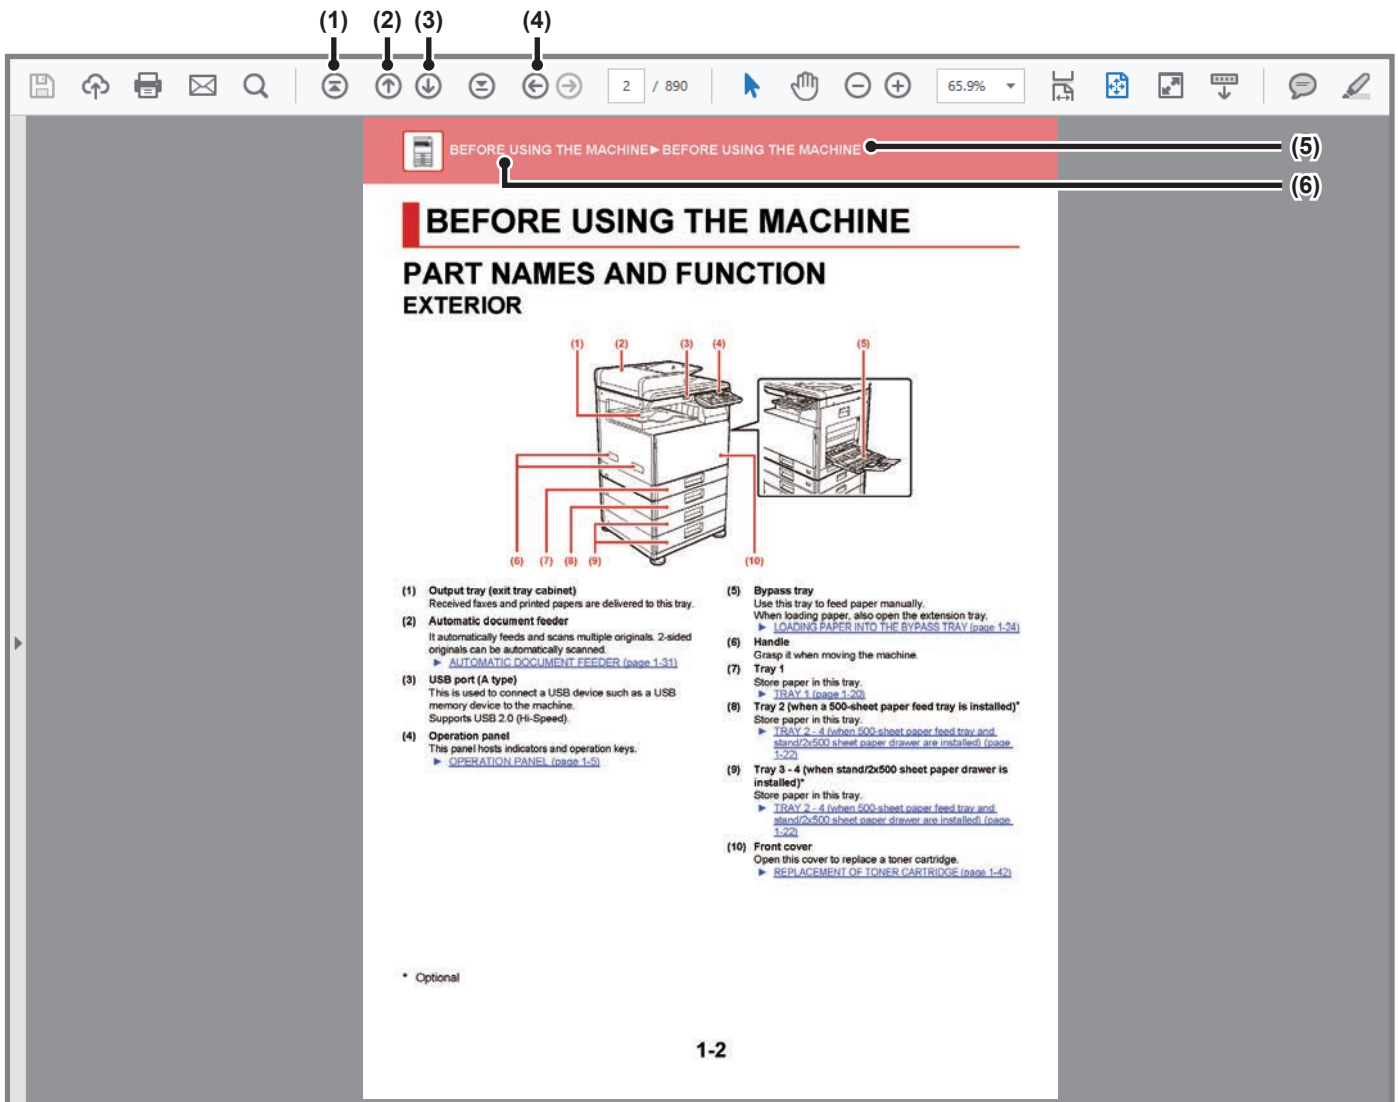 (1) (2) (3) (4)
2 / 890 65.9%
BEFORE USING THE MACHINE►BEFORE USING THE MACHINE
(5)
(6)
BEFORE USING THE MACHINE
PART NAMES AND FUNCTION
EXTERIOR
(1) (2) (3) (4) (5)
(6) (7) (8) (9) (10)
(1) Output tray (exit tray cabinet)
Received faxes and printed papers are delivered to this tray.
(2) Automatic document feeder
It automatically feeds and scans multiple originals. 2-sided
originals can be automatically scanned.
► AUTOMATIC DOCUMENT FEEDER (page 1-31)
(3) USB port (A type)
This is used to connect a USB device such as a USB
memory device to the machine.
Supports USB 2.0 (Hi-Speed).
(4) Operation panel
This panel hosts indicators and operation keys.
► OPERATION PANEL (page 1-5)
(5) Bypass tray
Use this tray to feed paper manually.
When loading paper, also open the extension tray.
► LOADING PAPER INTO THE BYPASS TRAY (page 1-24)
(6) Handle
Grasp it when moving the machine.
(7) Tray 1
Store paper in this tray.
► TRAY 1 (page 1-20)
(8) Tray 2 (when a 500-sheet paper feed tray is installed)*
Store paper in this tray.
► TRAY 2 - 4 (when 500-sheet paper feed tray and
stand/2x500 sheet paper drawer are installed) (page
1-22)
(9) Tray 3 - 4 (when stand/2x500 sheet paper drawer is
installed)*
Store paper in this tray.
► TRAY 2 - 4 (when 500-sheet paper feed tray and
stand/2x500 sheet paper drawer are installed) (page
1-22)
(10) Front cover
Open this cover to replace a toner cartridge.
► REPLACEMENT OF TONER CARTRIDGE (page 1-42)
* Optional
1-2